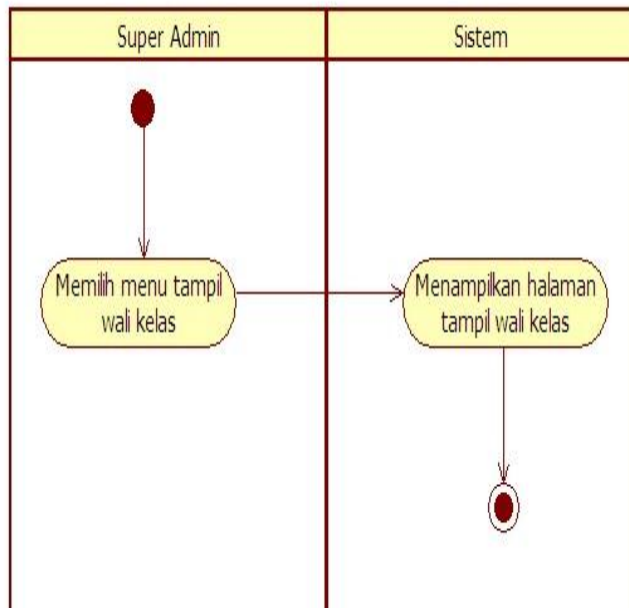 Super Admin
Sistem
Memilih menu tampil
wali kelas
Menampilkan halaman
tampil wali kelas